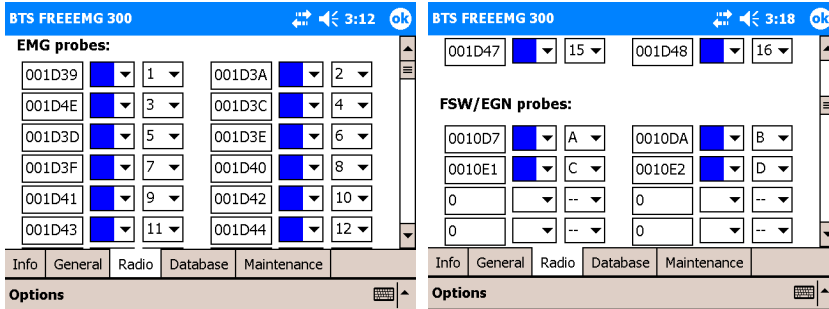 BTS FREEEMG 300 3:12 ok
EMG probes:
001D39 1 001D3A 2
001D4E 3 001D3C 4
001D3D 5 001D3E 6
001D3F 7 001D40 8
001D41 9 001D42 10
001D43 11 001D44 12
Info General Radio Database Maintenance
Options
BTS FREEEMG 300 3:18 ok
001D47 15 001D48 16
FSW/EGN probes:
0010D7 A 0010DA B
0010E1 C 0010E2 D
0 -- 0 --
0 -- 0 --
Info General Radio Database Maintenance
Options